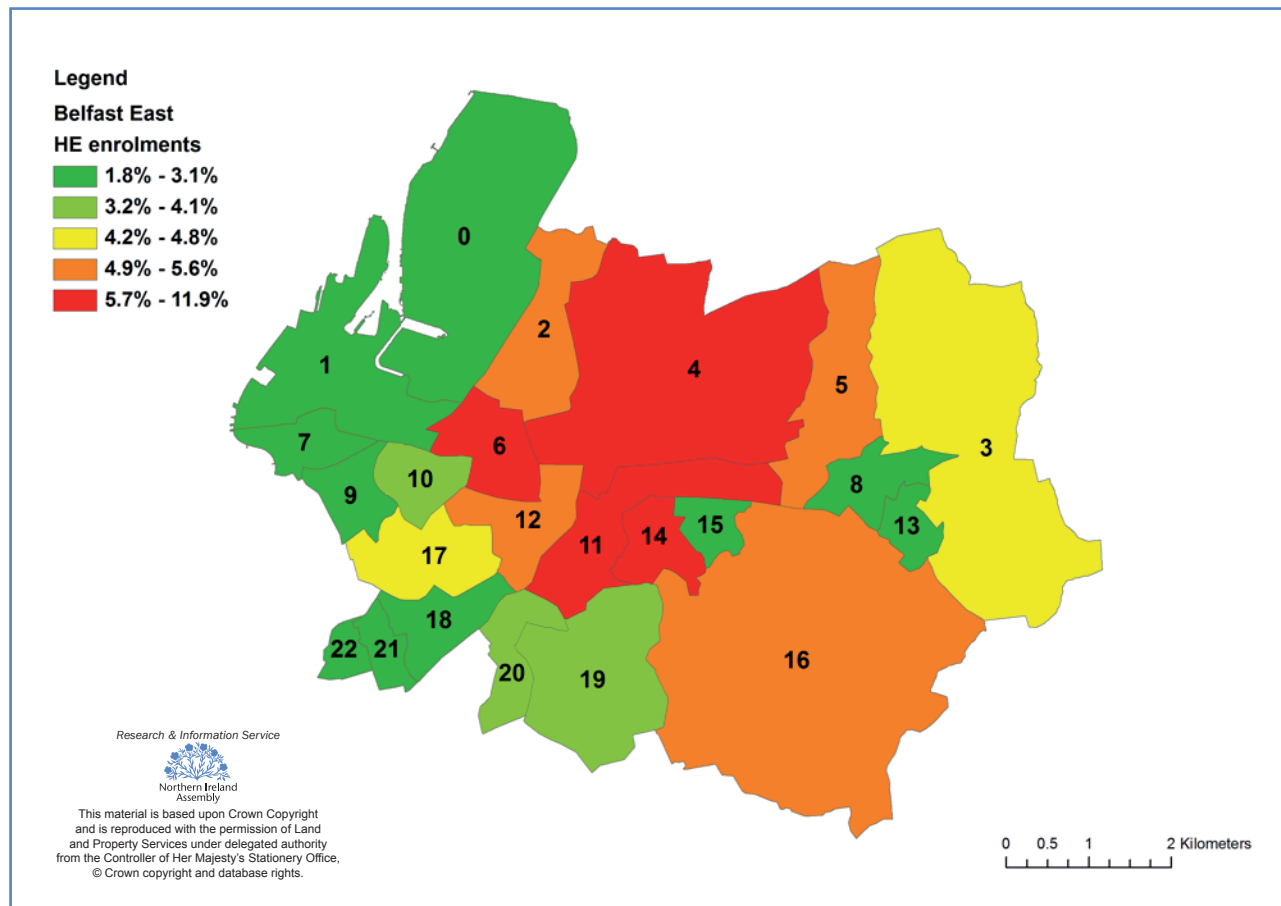 Legend
Belfast East
HE enrolments
1.8% - 3.1%
3.2% - 4.1%
4.2% - 4.8%
4.9% - 5.6%
5.7% - 11.9%
0
1
2
3
4
5
6
7
8
9
10
11
12
13
14
15
16
17
18
19
20
21
22
Research & Information Service
Northern Ireland
Assembly
This material is based upon Crown Copyright
and is reproduced with the permission of Land
and Property Services under delegated authority
from the Controller of Her Majesty's Stationery Office,
© Crown copyright and database rights.
0 0.5 1 2 Kilometers